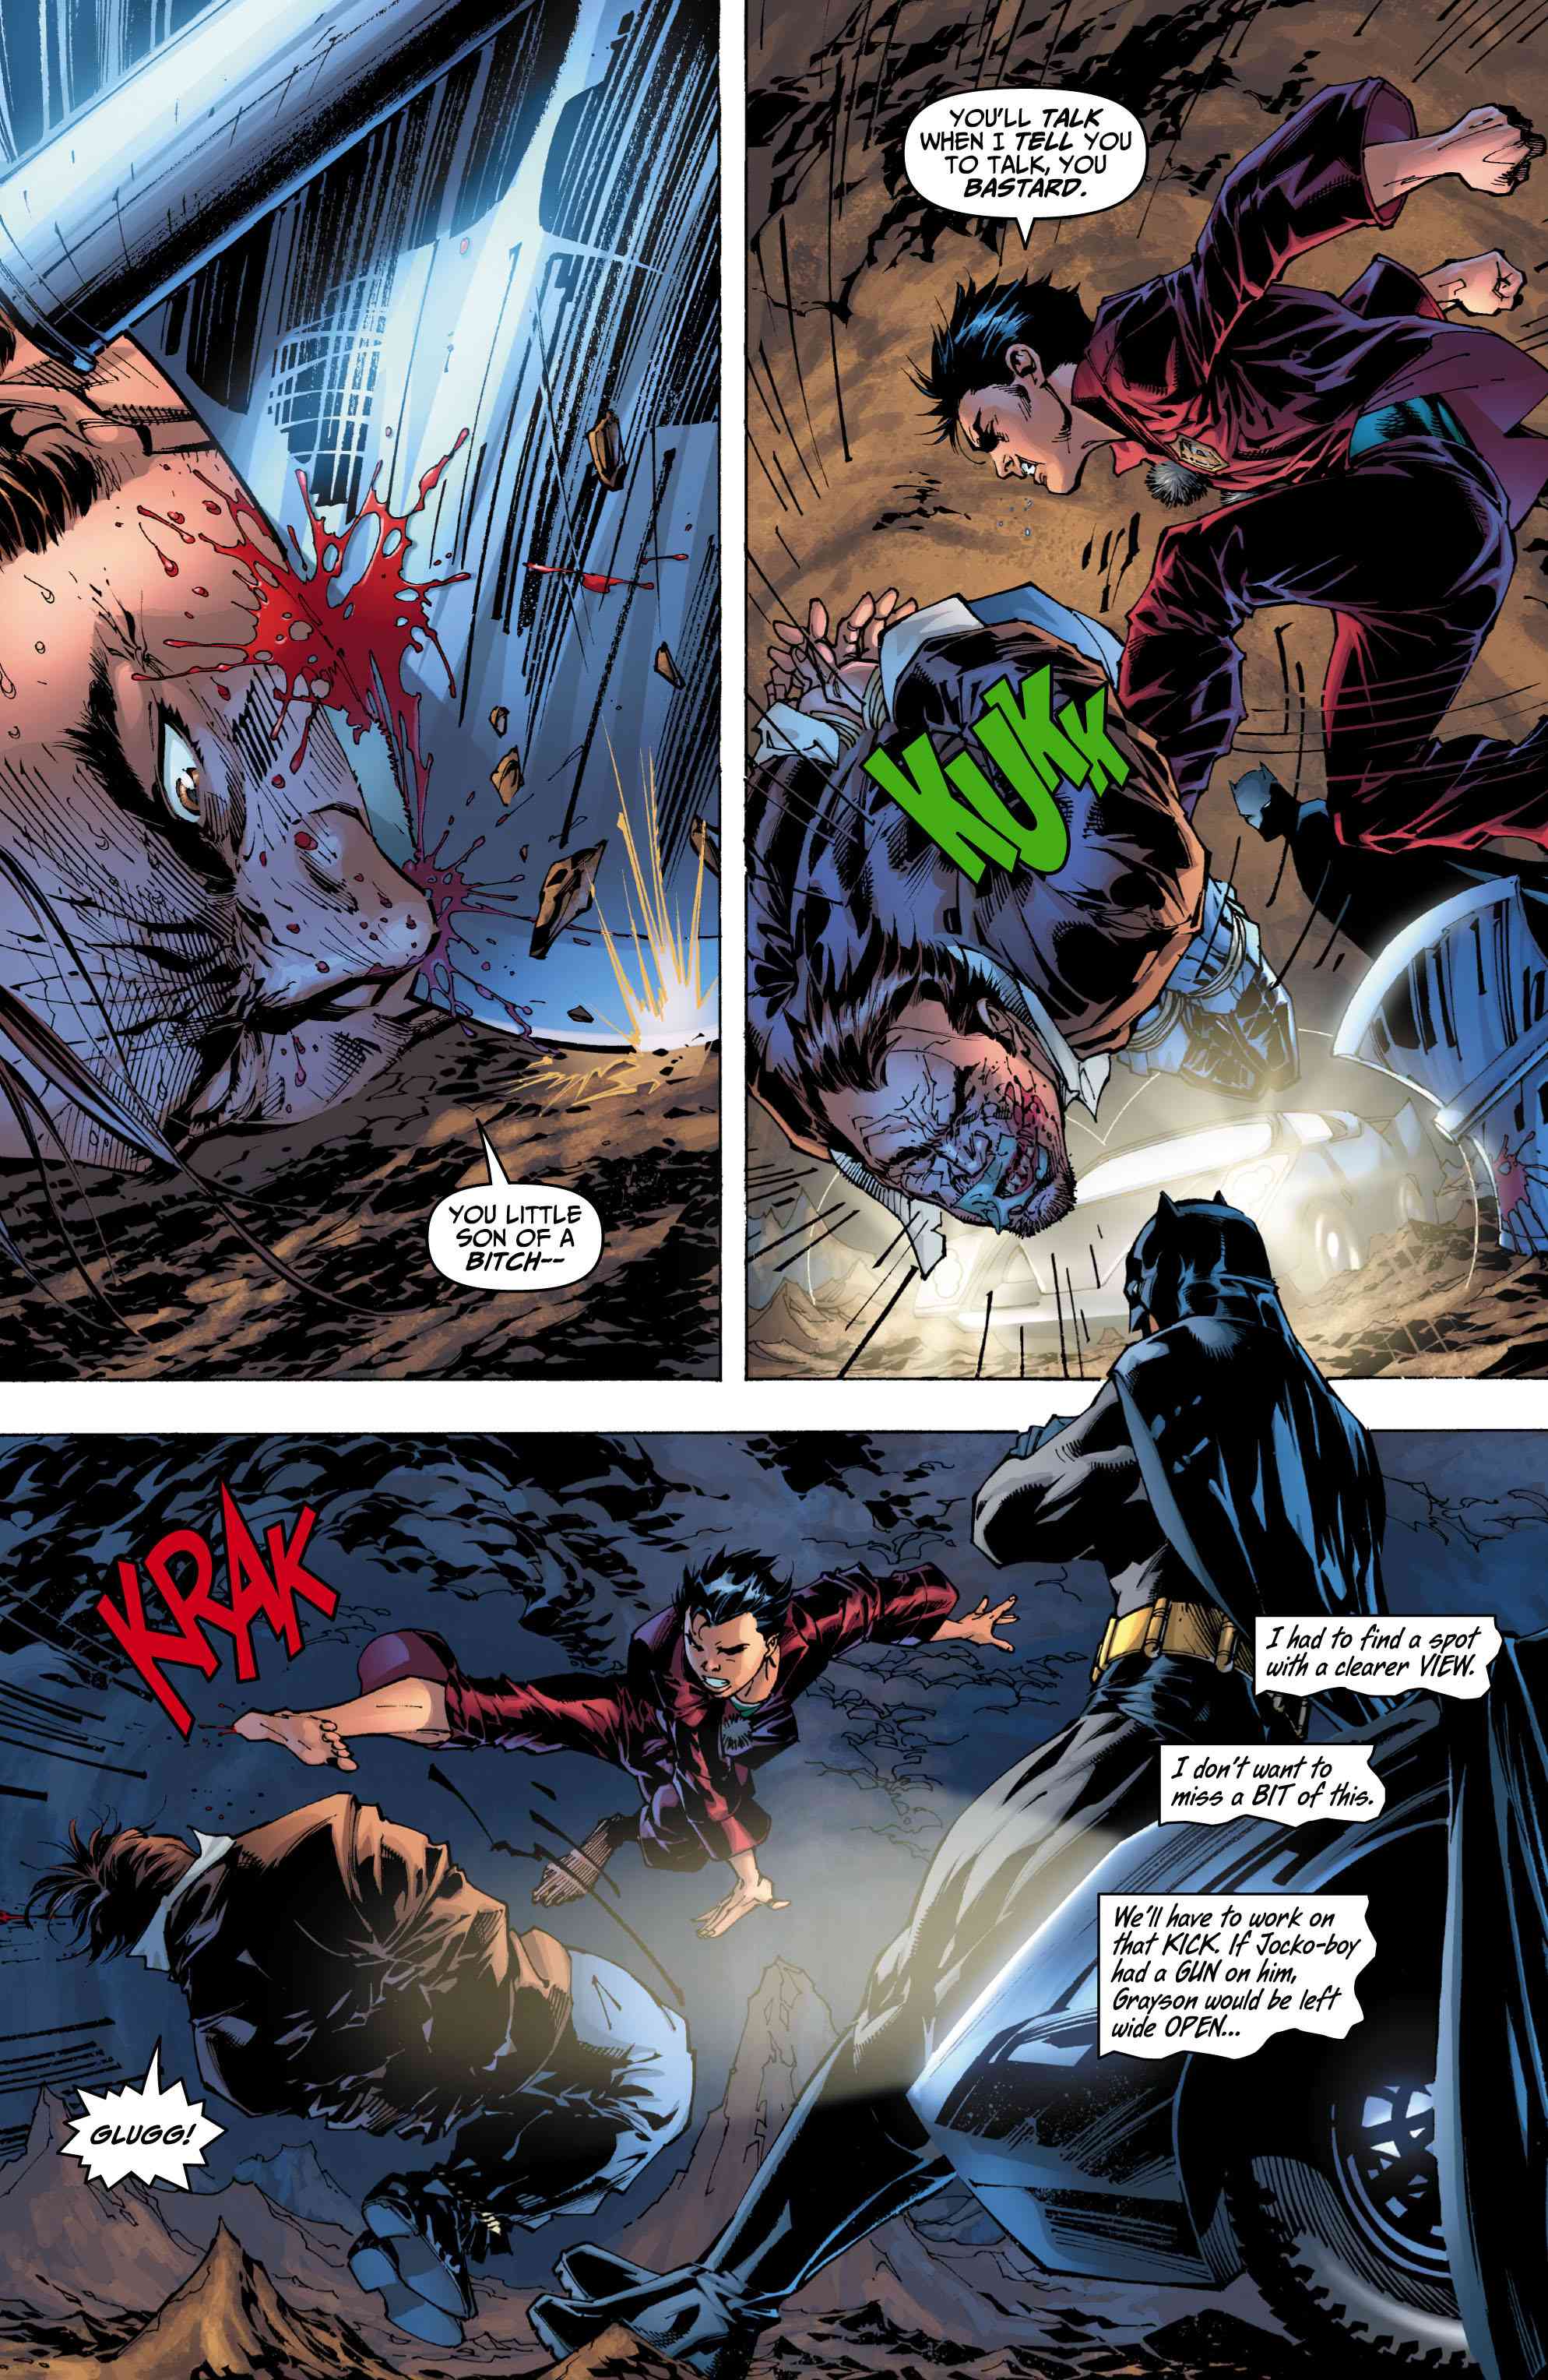 YOU LITTLE
SON OF A
BITCH--
YOU'LL TALK
WHEN I TELL YOU
TO TALK, YOU
BASTARD.
KUKK
KRAK
I had to find a spot
with a clearer VIEW.
I don't want to
miss a BIT of this.
We'll have to work on
that KICK. If Jocko-boy
had a GUN on him,
Grayson would be left
wide OPEN...
GLUGG!